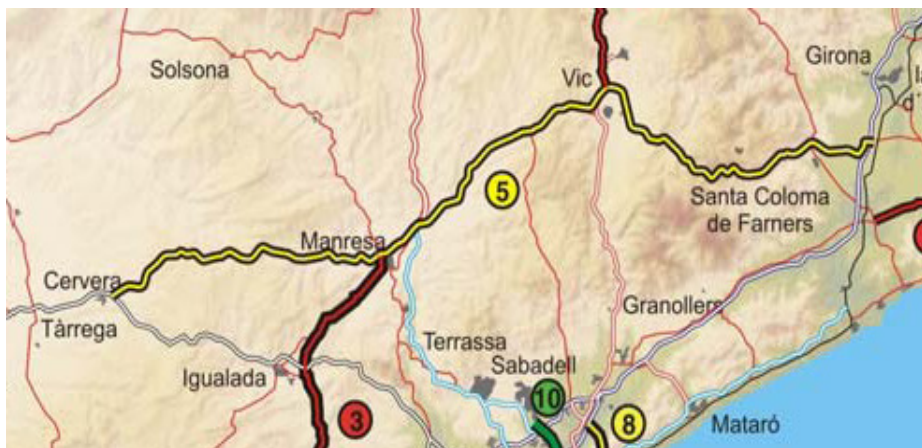 Girona
Solsona
Vic
la
d'
5
Santa Coloma
de Farners
Manresa
Cervera
Tàrrega
Granollers
Terrassa
Sabadell
Igualada
10
3
8
Mataró